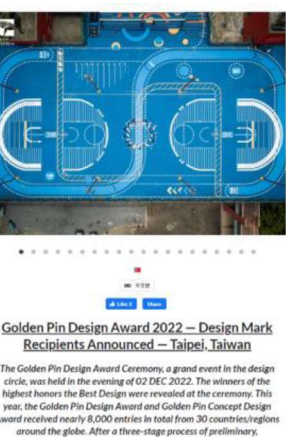 Like 0
Share
Golden Pin Design Award 2022 — Design Mark
Recipients Announced — Taipei, Taiwan
The Golden Pin Design Award Ceremony, a grand event in the design
circle, was held in the evening of 02 DEC 2022. The winners of the
highest honors the Best Design were revealed at the ceremony. This
year, the Golden Pin Design Award and Golden Pin Concept Design
Award received nearly 8,000 entries in total from 30 countries/regions
around the globe. After a three-stage process of preliminary,